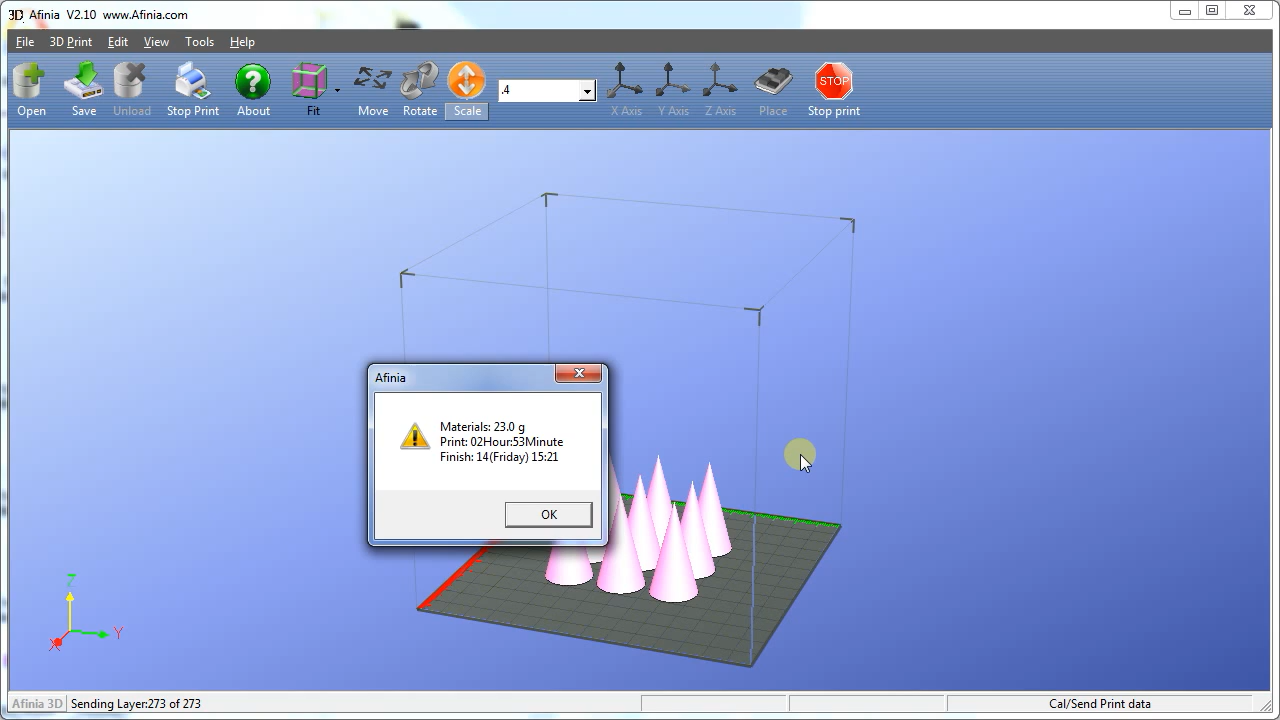 3D Afinia V2.10 www.Afinia.com
File 3D Print Edit View Tools Help
.4
STOP
Open Save Unload Stop Print About Fit Move Rotate Scale X Axis Y Axis Z Axis Place Stop print
Afinia
Materials: 23.0 g
Print: 02Hour:53Minute
Finish: 14(Friday) 15:21
OK
Z
X
Y
Afinia 3D Sending Layer:273 of 273 Cal/Send Print data